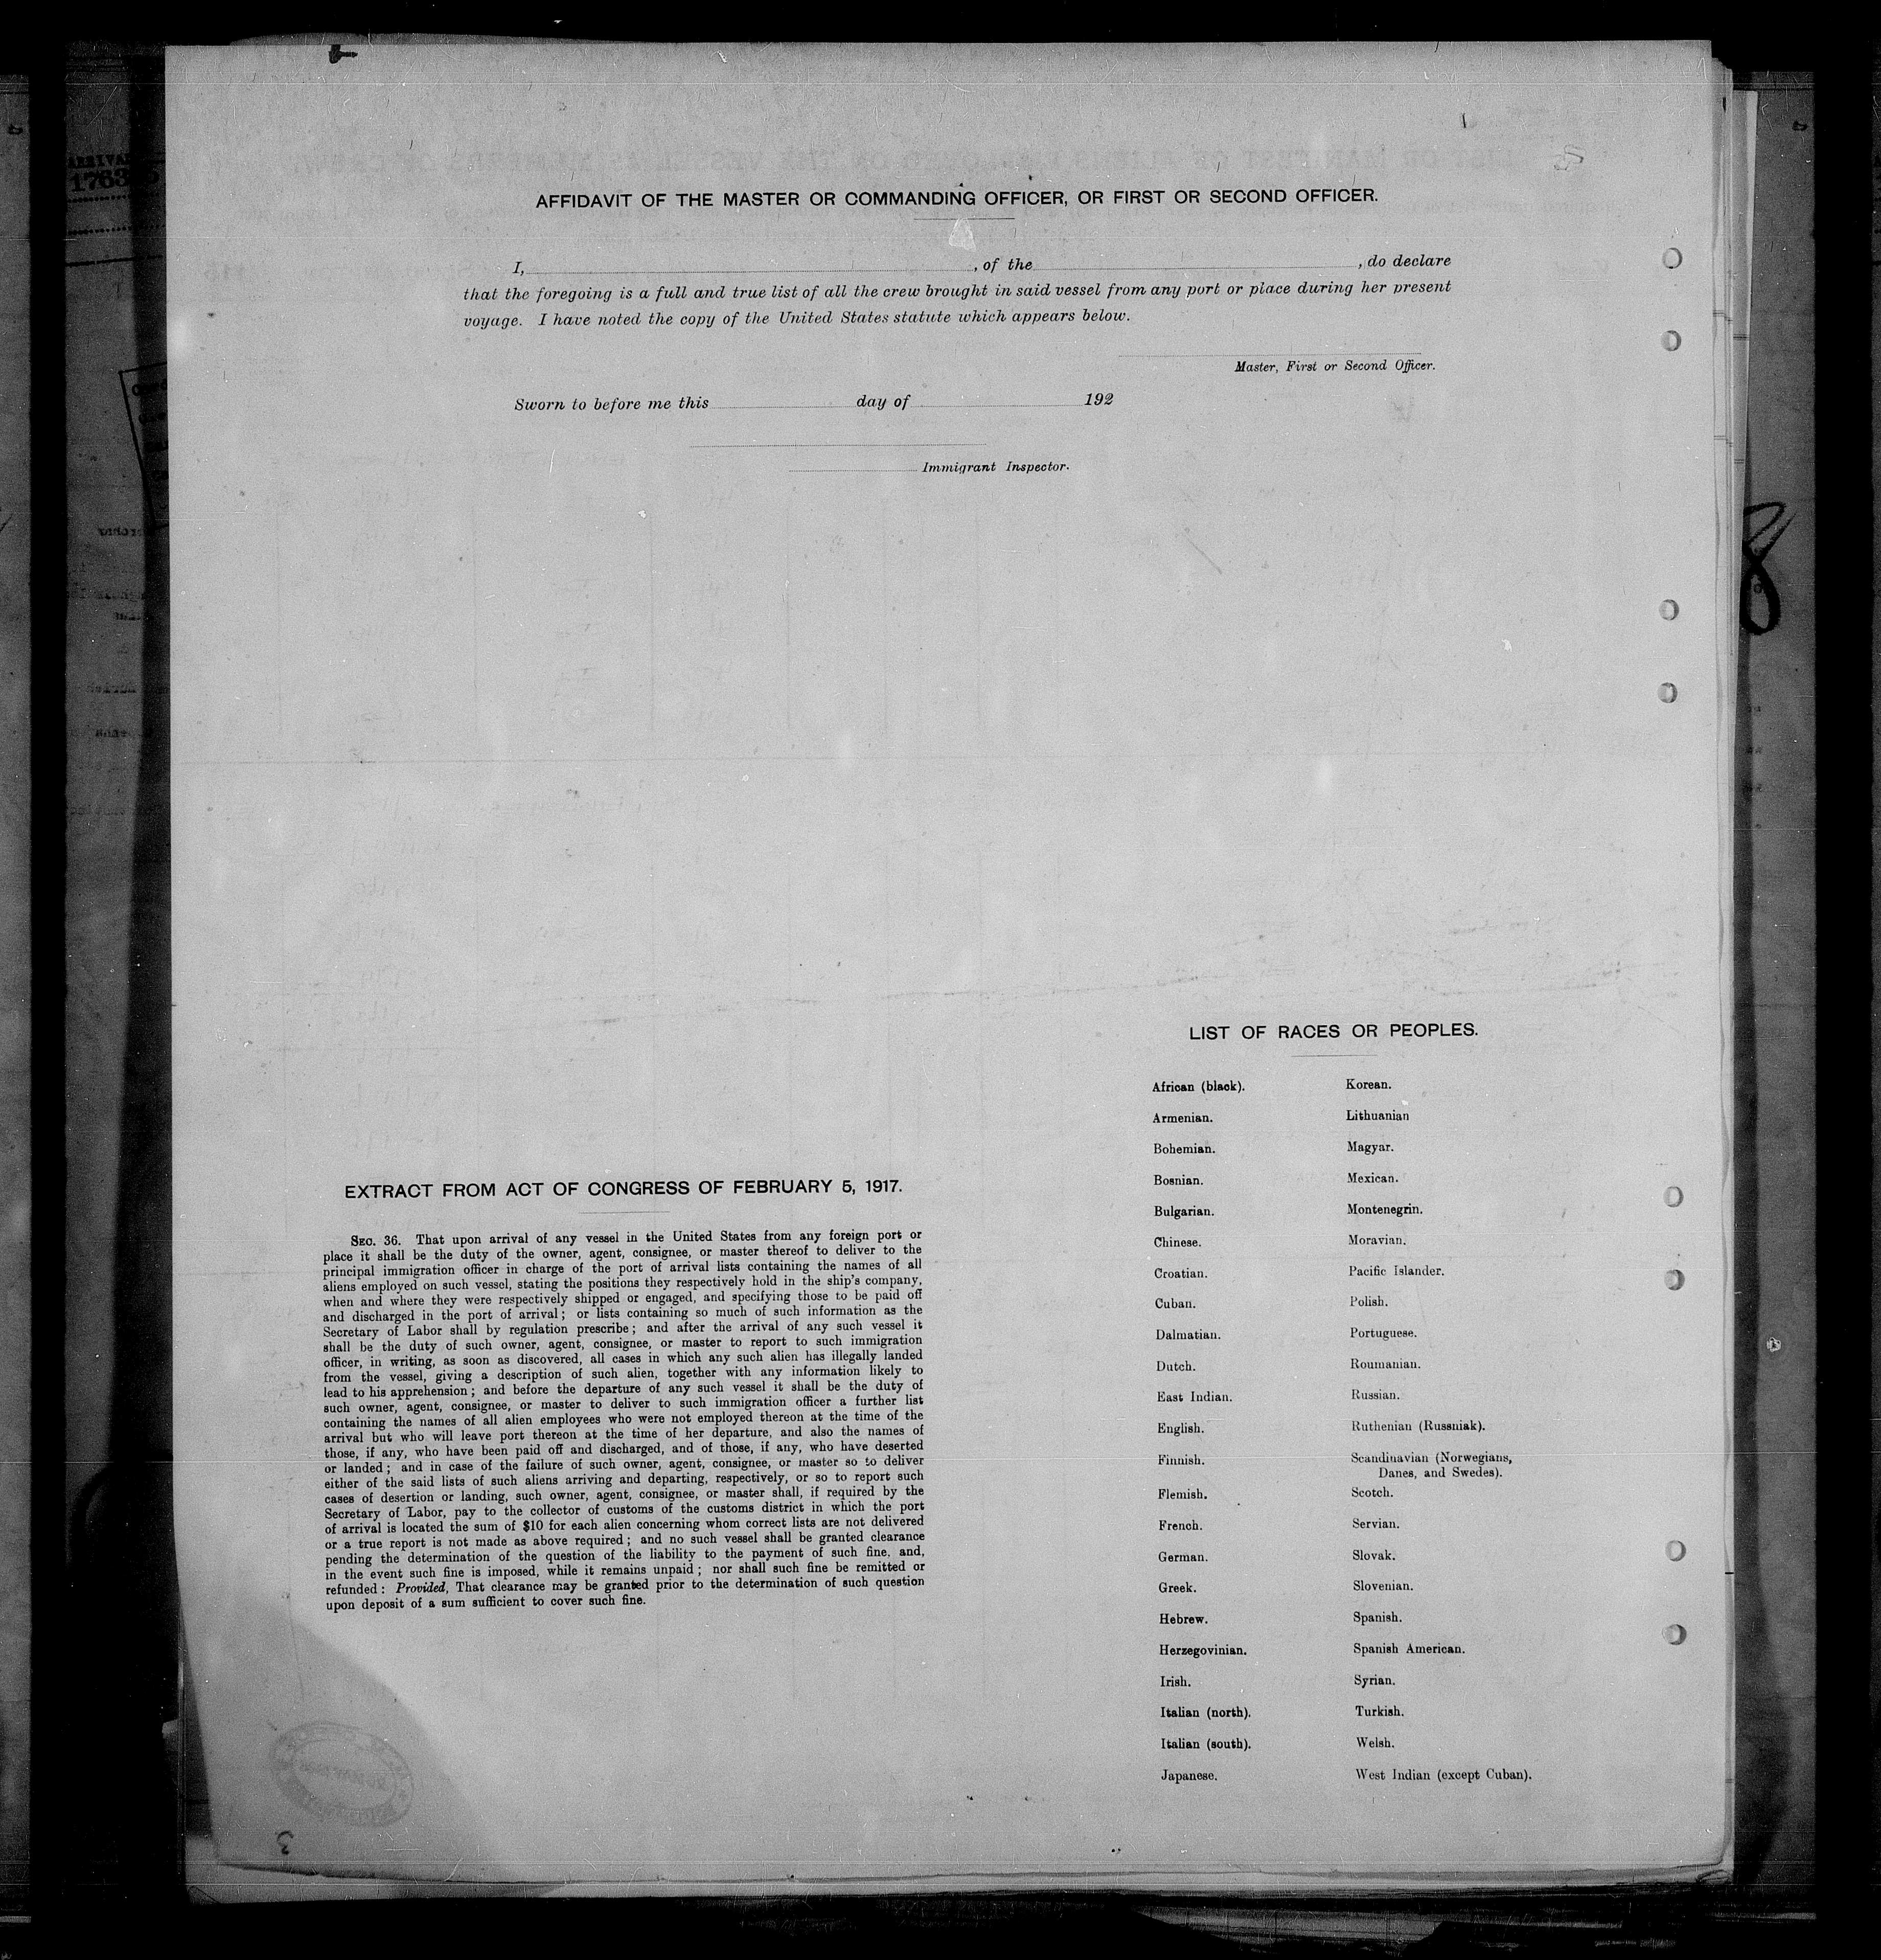 ARRIVAL
AFFIDAVIT OF THE MASTER OR COMMANDING OFFICER, OR FIRST OR SECOND OFFICER.
I, , of the , do declare
that the foregoing is a full and true list of all the crew brought in said vessel from any port or place during her present
voyage. I have noted the copy of the United States statute which appears below.
Master, First or Second Officer.
Sworn to before me this day of 192
Immigrant Inspector.
8
EXTRACT FROM ACT OF CONGRESS OF FEBRUARY 5, 1917.
SEC. 36. That upon arrival of any vessel in the United States from any foreign port or
place it shall be the duty of the owner, agent, consignee, or master thereof to deliver to the
principal immigration officer in charge of the port of arrival lists containing the names of all
aliens employed on such vessel, stating the positions they respectively hold in the ship's company,
when and where they were respectively shipped or engaged, and specifying those to be paid off
and discharged in the port of arrival; or lists containing so much of such information as the
Secretary of Labor shall by regulation prescribe; and after the arrival of any such vessel it
shall be the duty of such owner, agent, consignee, or master to report to such immigration
officer, in writing, as soon as discovered, all cases in which any such alien has illegally landed
from the vessel, giving a description of such alien, together with any information likely to
lead to his apprehension; and before the departure of any such vessel it shall be the duty of
such owner, agent, consignee, or master to deliver to such immigration officer a further list
containing the names of all alien employees who were not employed thereon at the time of the
arrival but who will leave port thereon at the time of her departure, and also the names of
those, if any, who have been paid off and discharged, and of those, if any, who have deserted
or landed; and in case of the failure of such owner, agent, consignee, or master so to deliver
either of the said lists of such aliens arriving and departing, respectively, or so to report such
cases of desertion or landing, such owner, agent, consignee, or master shall, if required by the
Secretary of Labor, pay to the collector of customs of the customs district in which the port
of arrival is located the sum of $10 for each alien concerning whom correct lists are not delivered
or a true report is not made as above required; and no such vessel shall be granted clearance
pending the determination of the question of the liability to the payment of such fine, and,
in the event such fine is imposed, while it remains unpaid; nor shall such fine be remitted or
refunded: Provided, That clearance may be granted prior to the determination of such question
upon deposit of a sum sufficient to cover such fine.
LIST OF RACES OR PEOPLES.
African (black).
Armenian.
Bohemian.
Bosnian.
Bulgarian.
Chinese.
Croatian.
Cuban.
Dalmatian.
Dutch.
East Indian.
English.
Finnish.
Flemish.
French.
German.
Greek.
Hebrew.
Herzegovinian.
Irish.
Italian (north).
Italian (south).
Japanese.
Korean.
Lithuanian
Magyar.
Mexican.
Montenegrin.
Moravian.
Pacific Islander.
Polish.
Portuguese.
Roumanian.
Russian.
Ruthenian (Russniak).
Scandinavian (Norwegians,
Danes, and Swedes).
Scotch.
Servian.
Slovak.
Slovenian.
Spanish.
Spanish American.
Syrian.
Turkish.
Welsh.
West Indian (except Cuban).
3